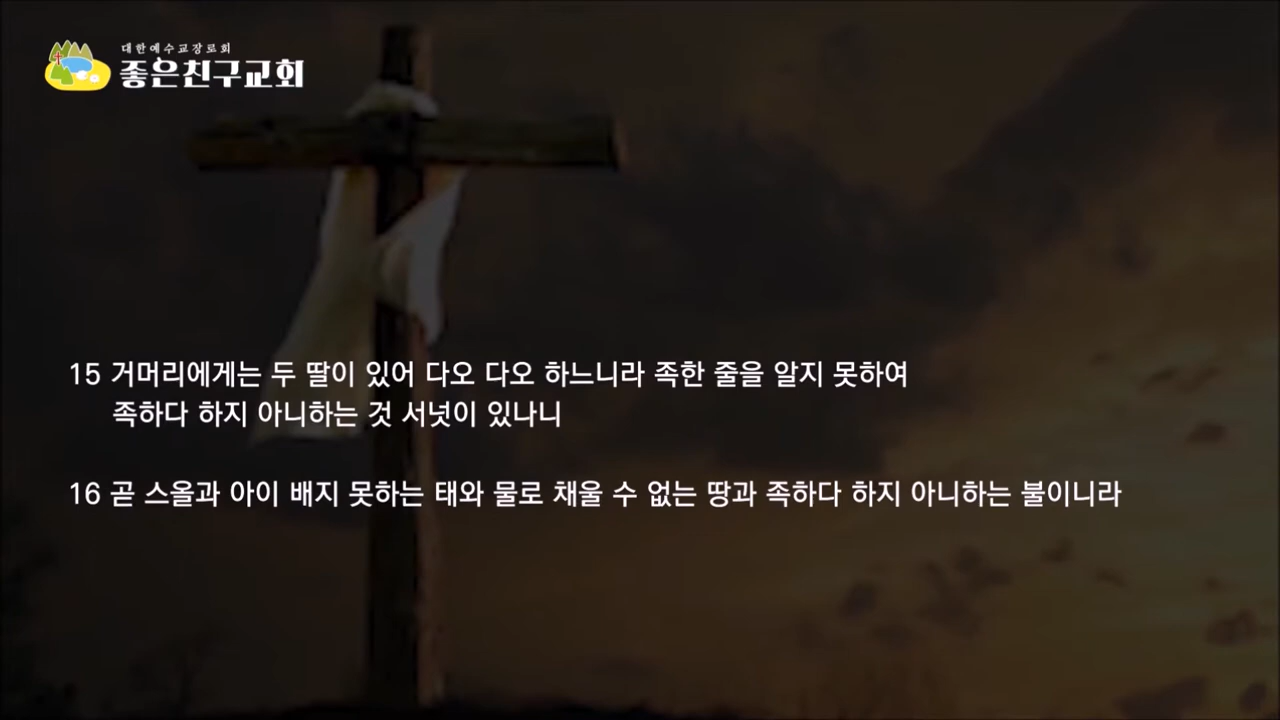 대한예수교장로회
좋은친구교회
15 거머리에게는 두 딸이 있어 다오 다오 하느니라 족한 줄을 알지 못하여
족하다 하지 아니하는 것 서넛이 있나니
16 곧 스올과 아이 배지 못하는 태와 물로 채울 수 없는 땅과 족하다 하지 아니하는 불이니라